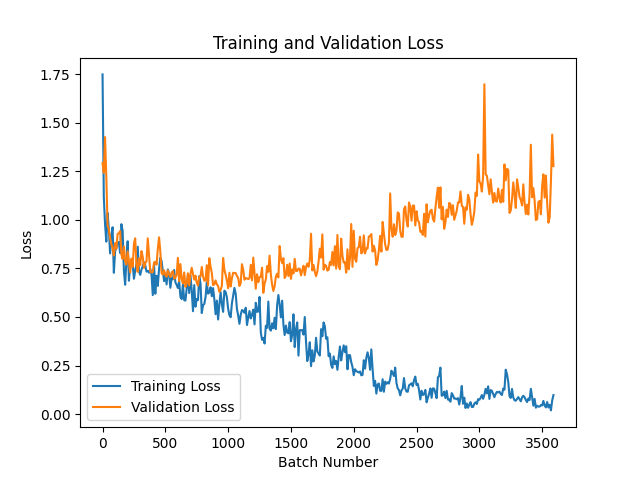 Training and Validation Loss
1.75
1.50
1.25
1.00
0.75
0.50
0.25
0.00
Loss
Training Loss
Validation Loss
0 500 1000 1500 2000 2500 3000 3500
Batch Number